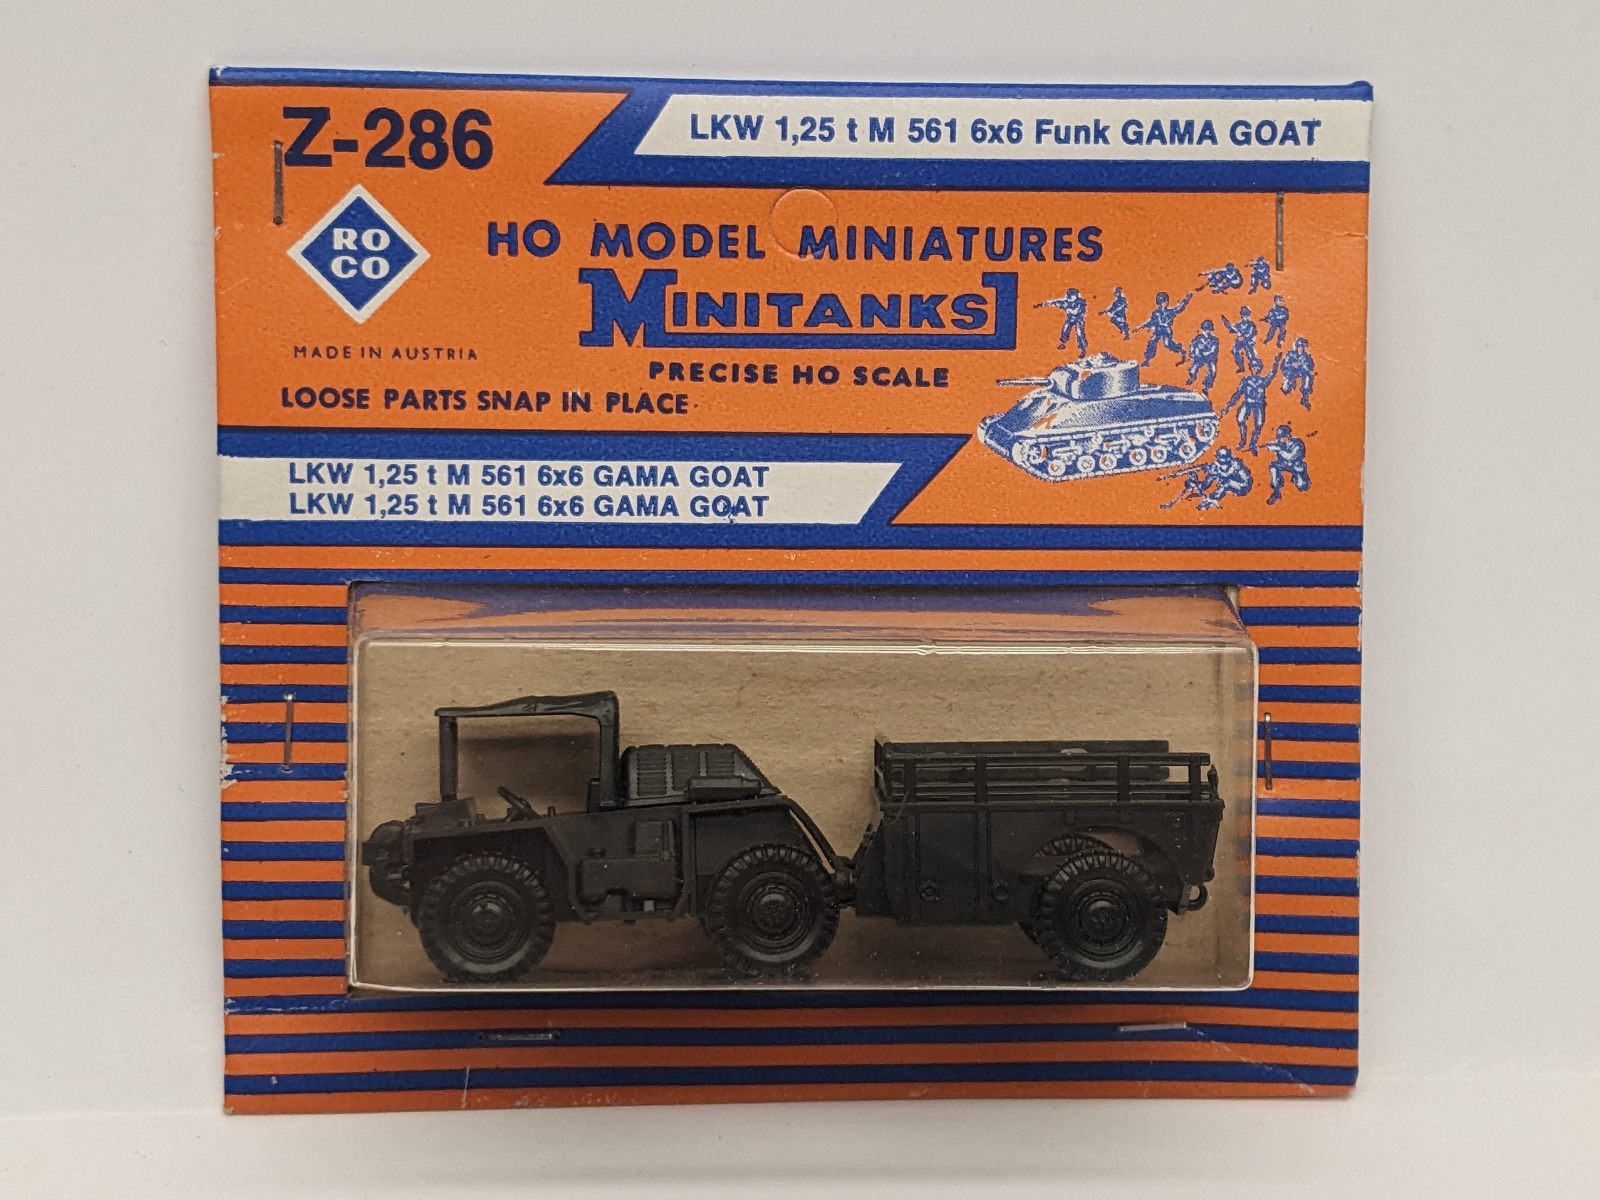 Z-286
LKW 1,25 t M 561 6x6 Funk GAMA GOAT
RO
CO
HO MODEL MINIATURES
MINITANKS
MADE IN AUSTRIA
PRECISE HO SCALE
LOOSE PARTS SNAP IN PLACE
LKW 1,25 t M 561 6x6 GAMA GOAT
LKW 1,25 t M 561 6x6 GAMA GOAT